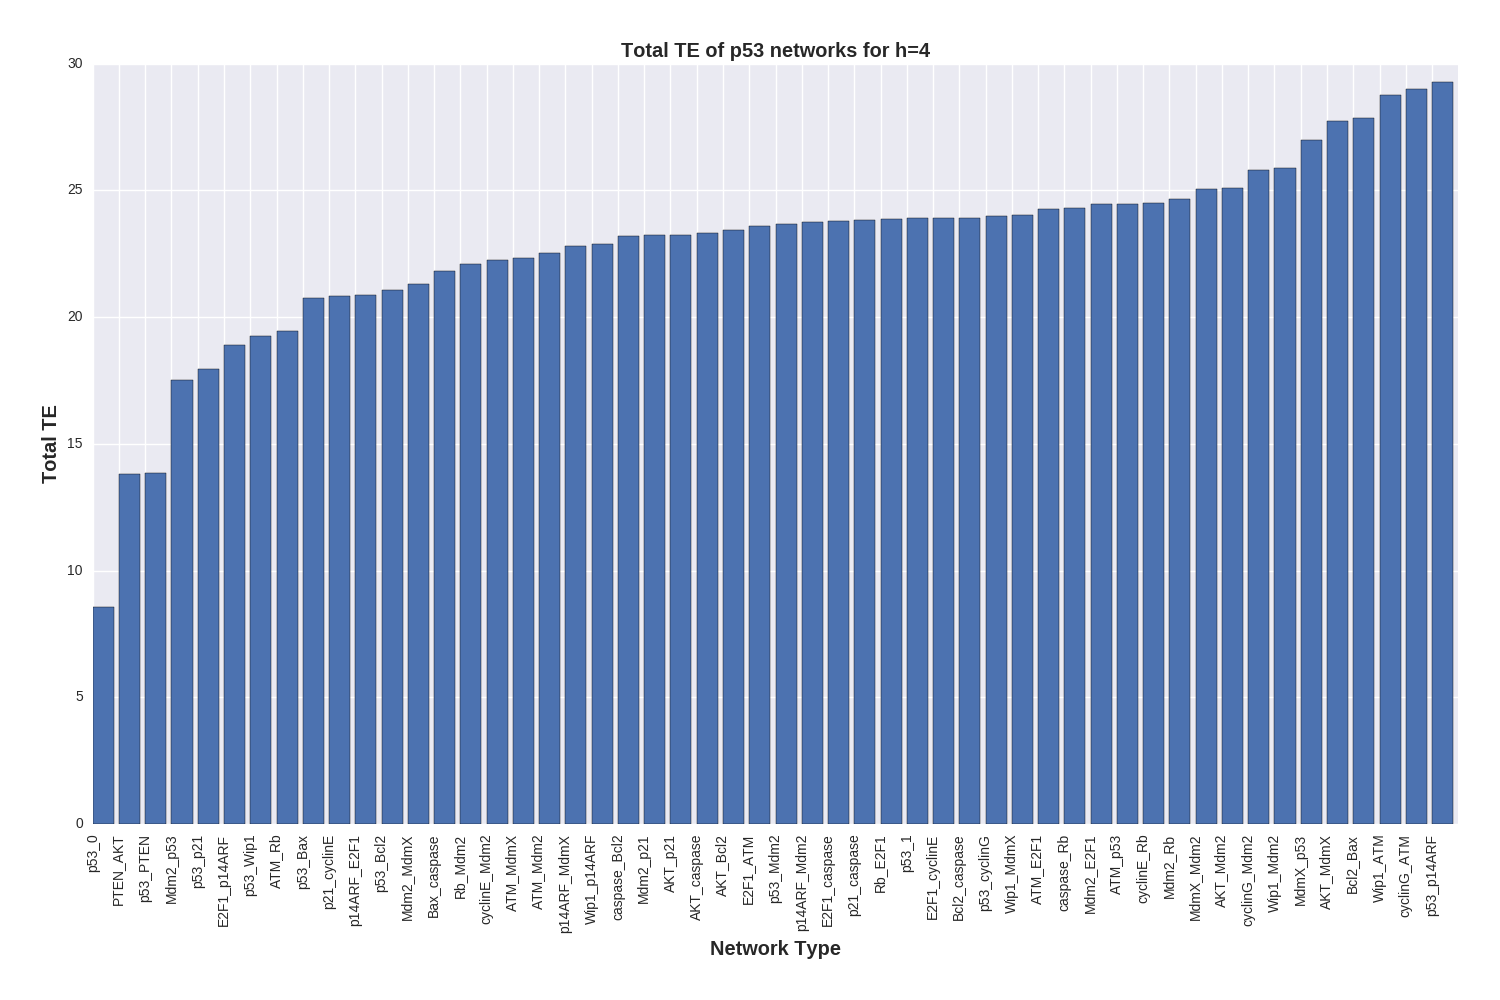 Total TE of p53 networks for h=4
30
25
20
15
10
5
0
Total TE
p53_0
PTEN_AKT
p53_PTEN
Mdm2_p53
p53_p21
E2F1_p14ARF
p53_Wip1
ATM_Rb
p53_Bax
p21_cyclinE
p14ARF_E2F1
p53_Bcl2
Mdm2_MdmX
Bax_caspase
Rb_Mdm2
cyclinE_Mdm2
ATM_MdmX
ATM_Mdm2
p14ARF_MdmX
Wip1_p14ARF
caspase_Bcl2
Mdm2_p21
AKT_p21
AKT_caspase
AKT_Bcl2
E2F1_ATM
p53_Mdm2
p14ARF_Mdm2
E2F1_caspase
p21_caspase
Rb_E2F1
p53_1
E2F1_cyclinE
Bcl2_caspase
p53_cyclinG
Wip1_MdmX
ATM_E2F1
caspase_Rb
Mdm2_E2F1
ATM_p53
cyclinE_Rb
Mdm2_Rb
MdmX_Mdm2
AKT_Mdm2
cyclinG_Mdm2
Wip1_Mdm2
MdmX_p53
AKT_MdmX
Bcl2_Bax
Wip1_ATM
cyclinG_ATM
p53_p14ARF
Network Type